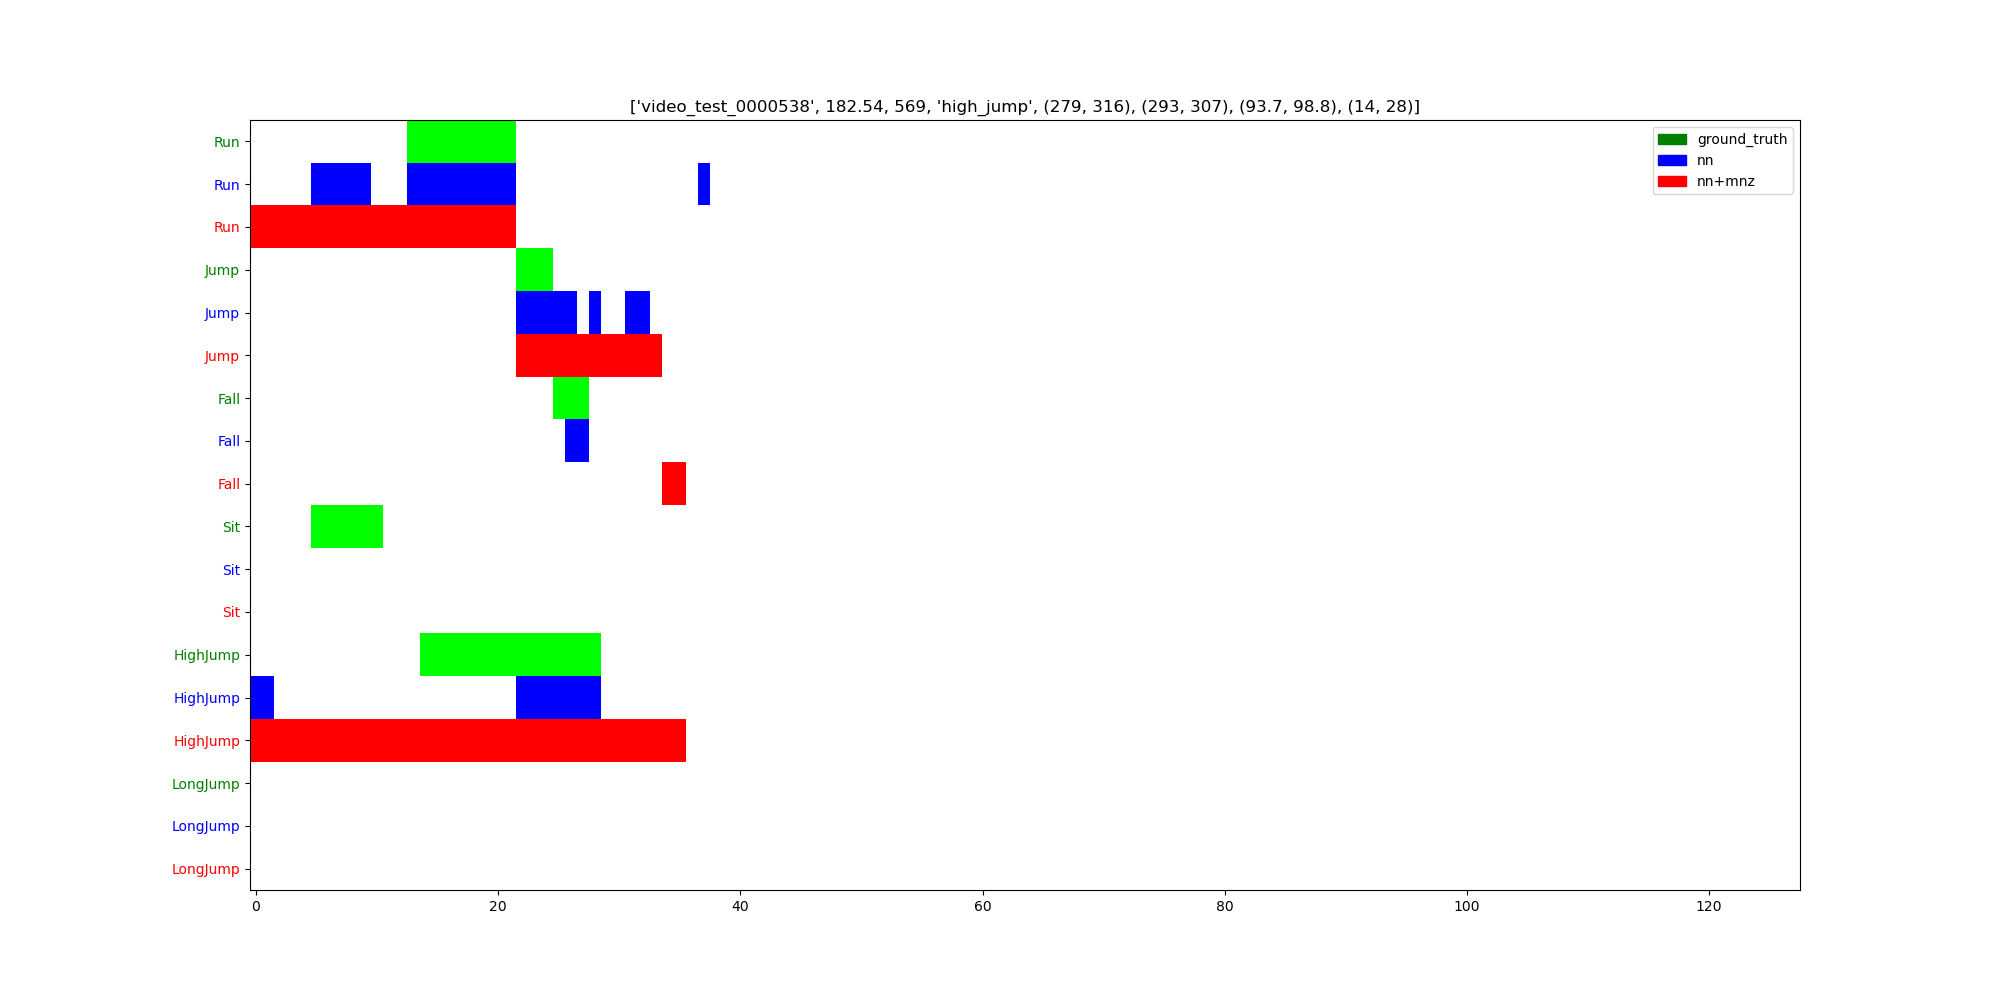 ['video_test_0000538', 182.54, 569, 'high_jump', (279, 316), (293, 307), (93.7, 98.8), (14, 28)]
ground_truth
nn
nn+mnz
Run
Run
Run
Jump
Jump
Jump
Fall
Fall
Fall
Sit
Sit
Sit
HighJump
HighJump
HighJump
LongJump
LongJump
LongJump
0 20 40 60 80 100 120